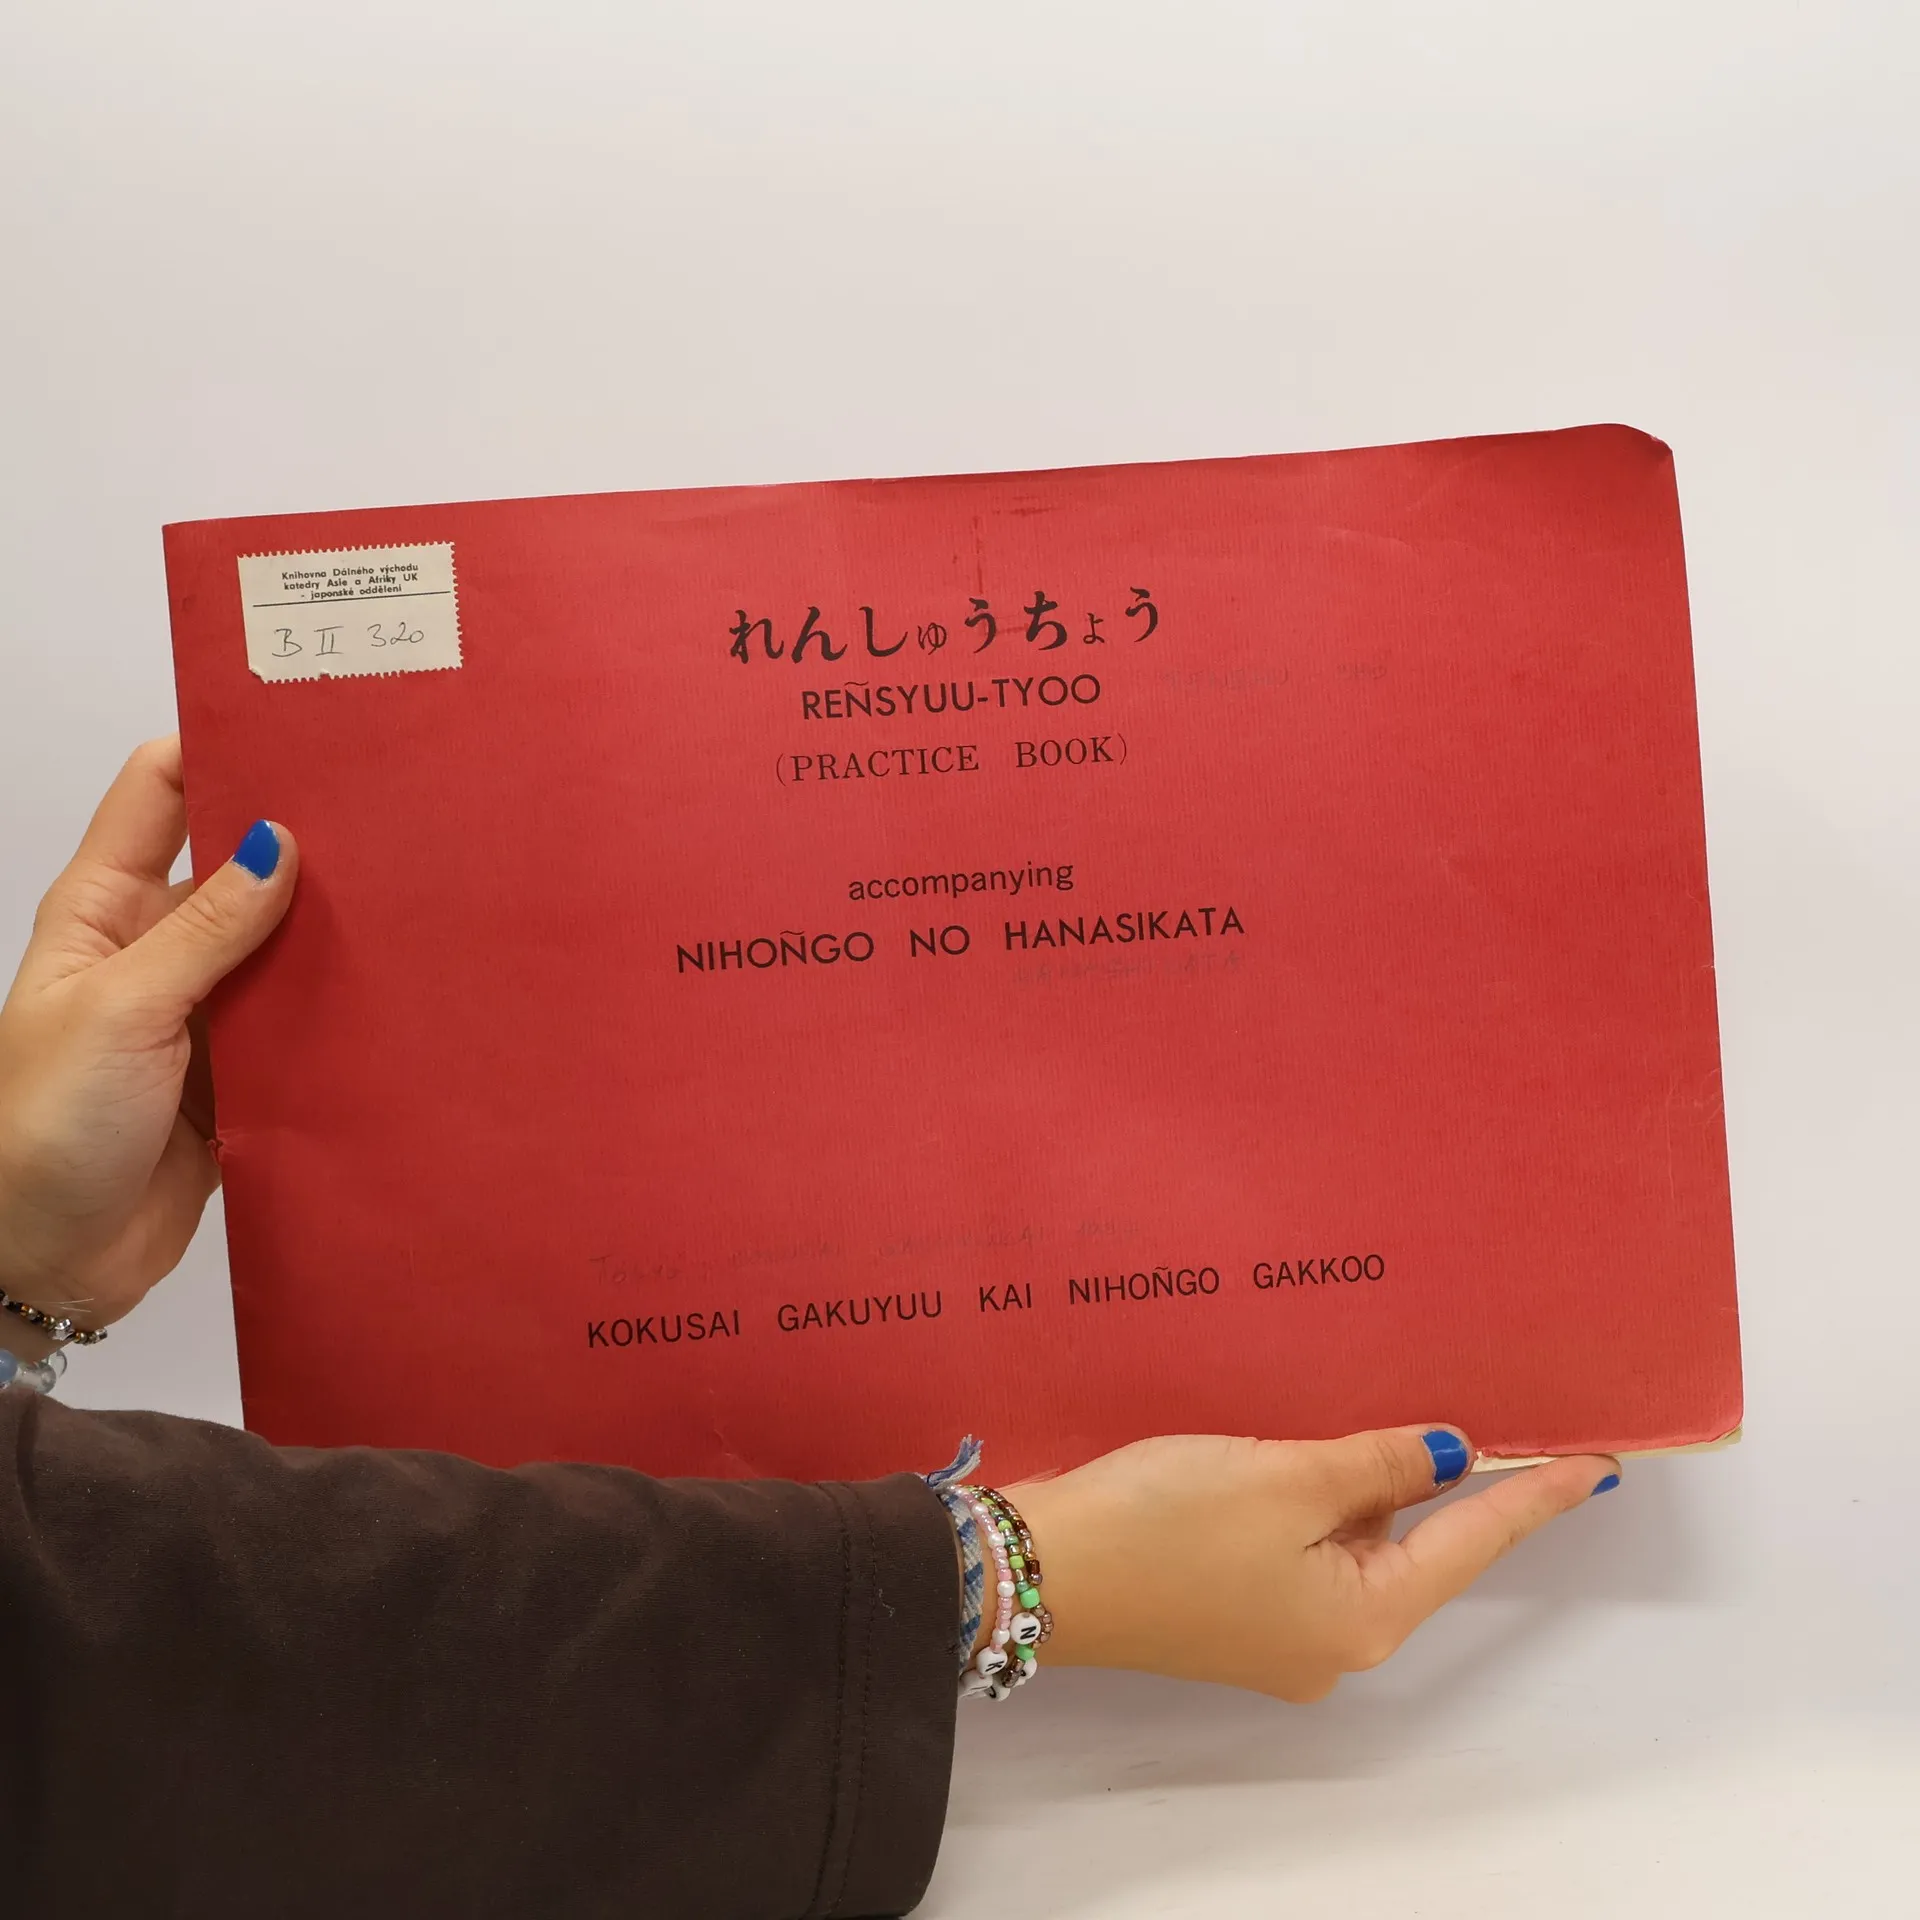 Knihovna Dálného východu
katedry Asie a Afriky UK
- japonské oddělení
B II 320
れんしゅうちょう
REÑSYUU-TYOO
(PRACTICE BOOK)
accompanying
NIHOÑGO NO HANASIKATA
KOKUSAI GAKUYUU KAI NIHOÑGO GAKKOO
N
K